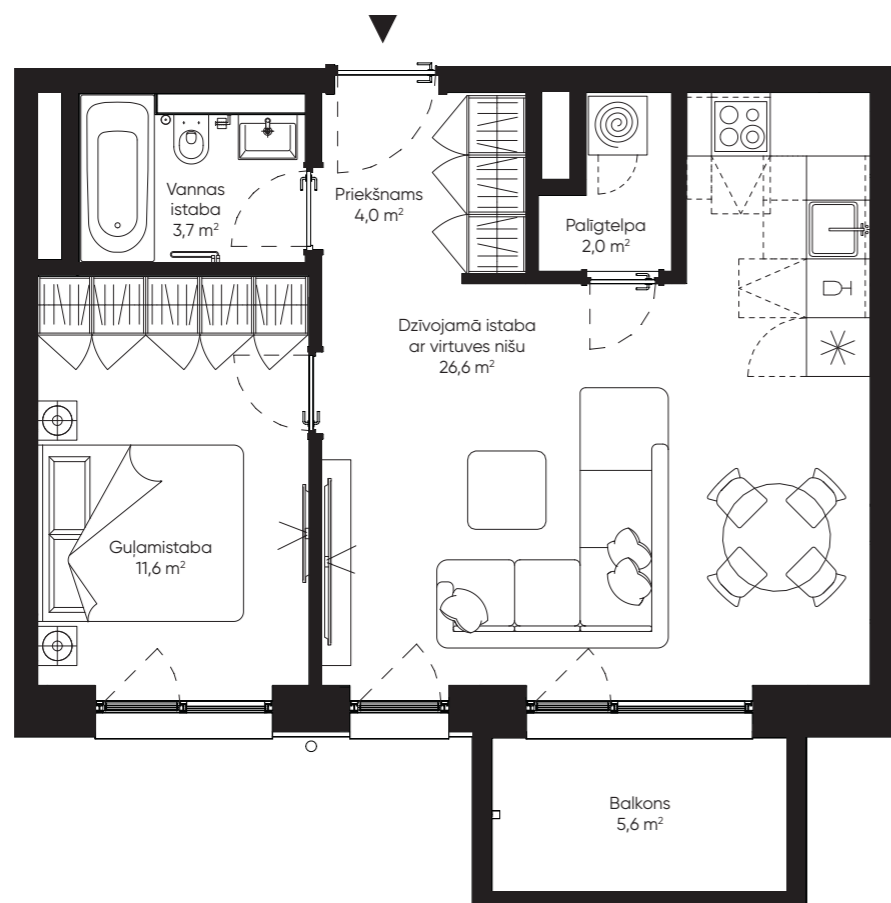 Vannas
istaba
3,7 m²
Priekšnams
4,0 m²
Palīgtelpa
2,0 m²
Dzīvojamā istaba
ar virtuves nišu
26,6 m²
Guļamistaba
11,6 m²
Balkons
5,6 m²